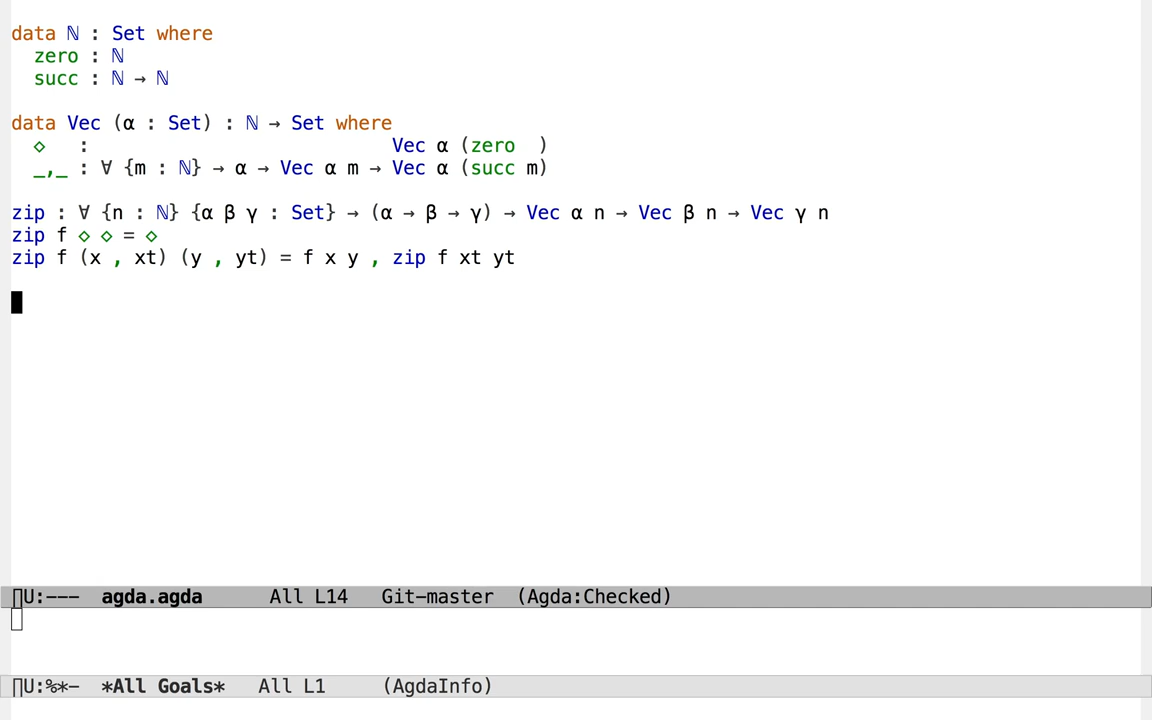 data ℕ : Set where
  zero : ℕ
  succ : ℕ → ℕ
data Vec (α : Set) : ℕ → Set where
  ◇   :                           Vec α (zero  )
  _,_ : ∀ {m : ℕ} → α → Vec α m → Vec α (succ m)
zip : ∀ {n : ℕ} {α β γ : Set} → (α → β → γ) → Vec α n → Vec β n → Vec γ n
zip f ◇ ◇ = ◇
zip f (x , xt) (y , yt) = f x y , zip f xt yt
∏U:---  agda.agda      All L14   Git-master  (Agda:Checked)
∏U:%*-  *All Goals*   All L1     (AgdaInfo)